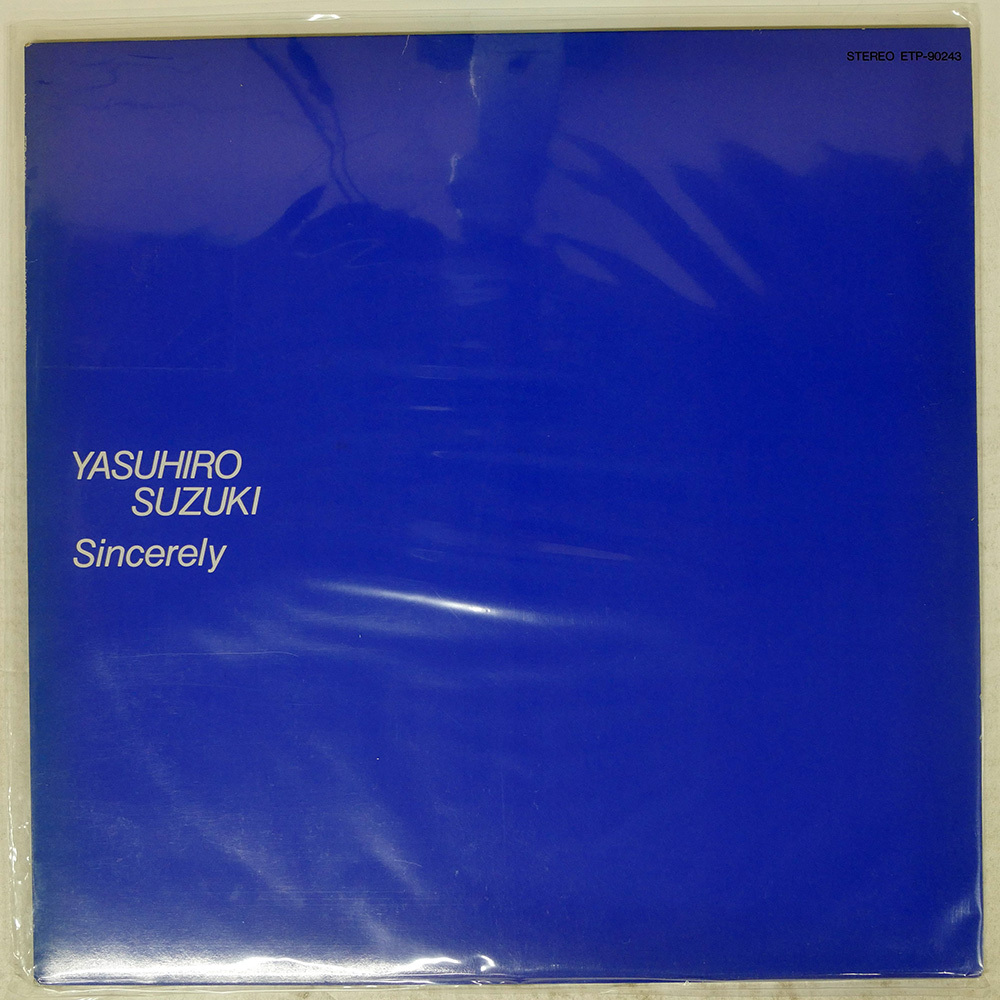 STEREO ETP-90243
YASUHIRO
SUZUKI
Sincerely